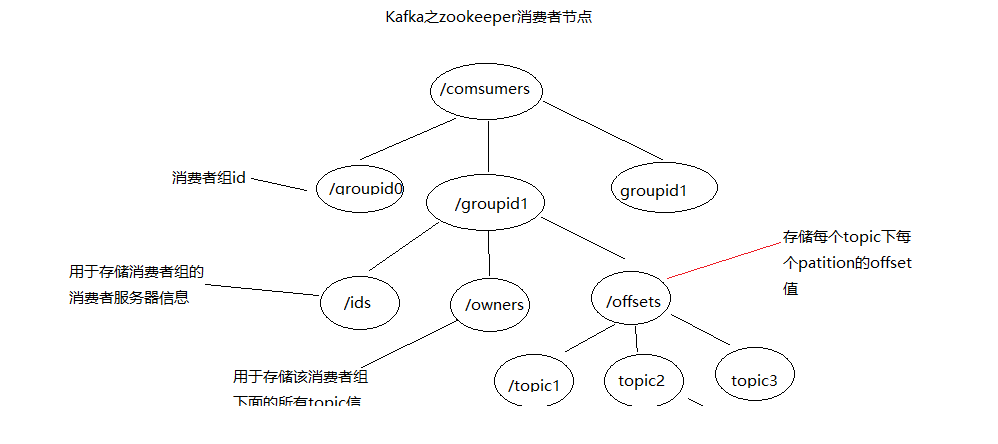 Kafka之zookeeper消费者节点
/comsumers
消费者组id
/groupid0
/groupid1
groupid1
存储每个topic下每
个patition的offset
值
用于存储消费者组的
消费者服务器信息
/ids
/owners
/offsets
用于存储该消费者组
下面的所有topic信
/topic1
topic2
topic3